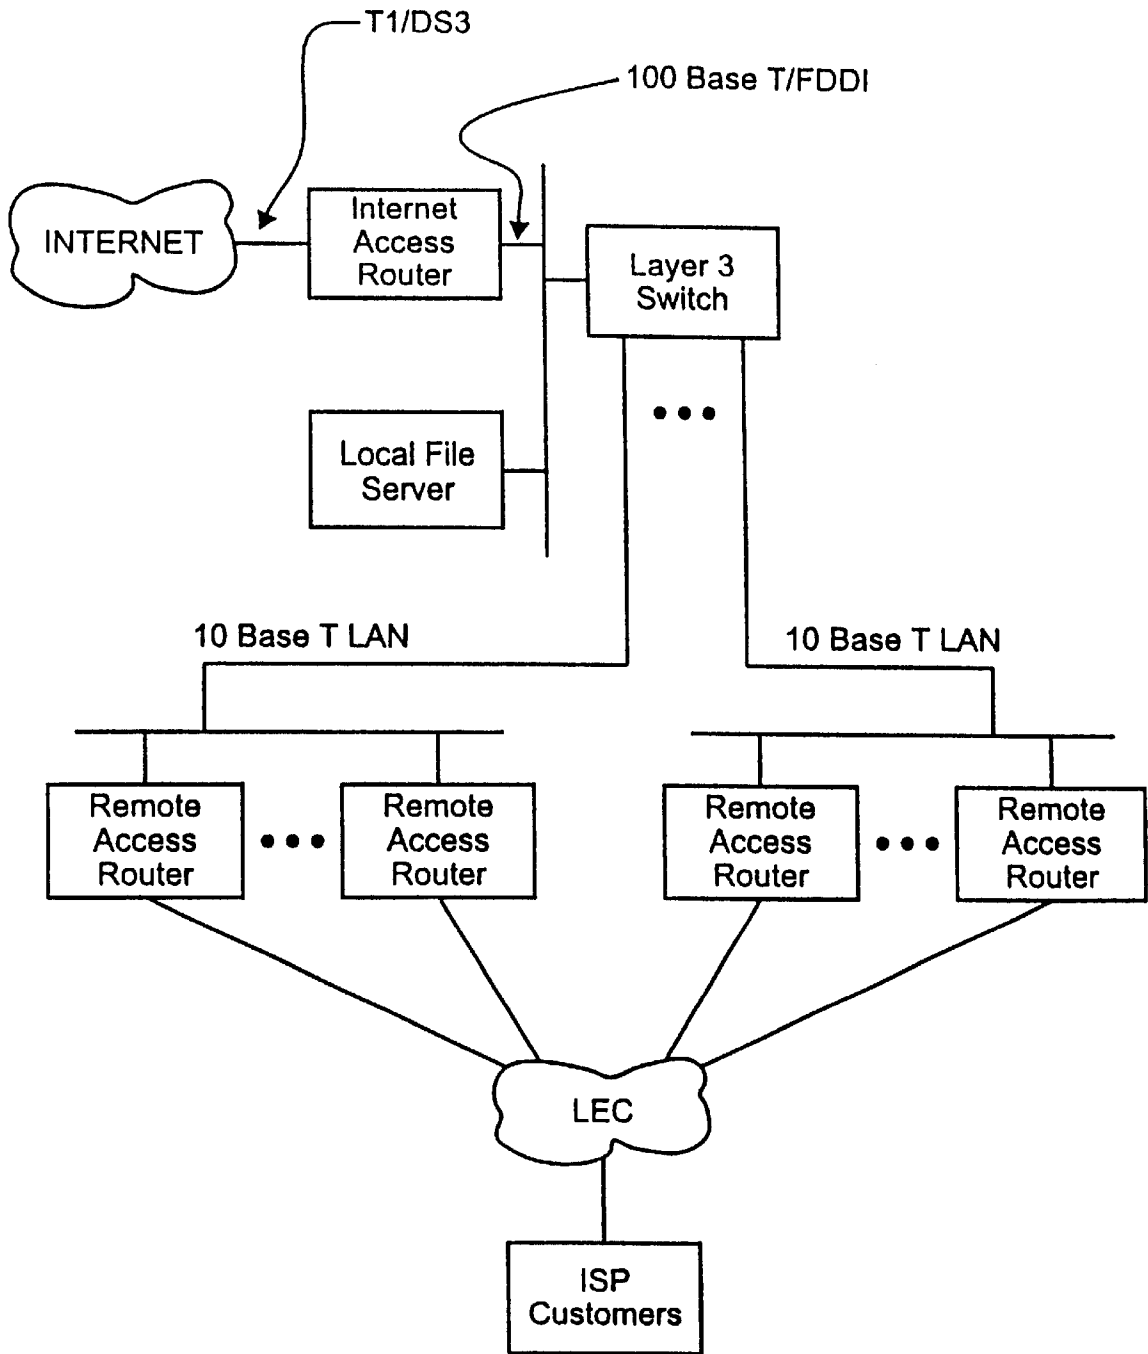 T1/DS3
100 Base T/FDDI
INTERNET
Internet
Access
Router
Layer 3
Switch
Local File
Server
10 Base T LAN
10 Base T LAN
Remote
Access
Router
Remote
Access
Router
Remote
Access
Router
Remote
Access
Router
LEC
ISP
Customers